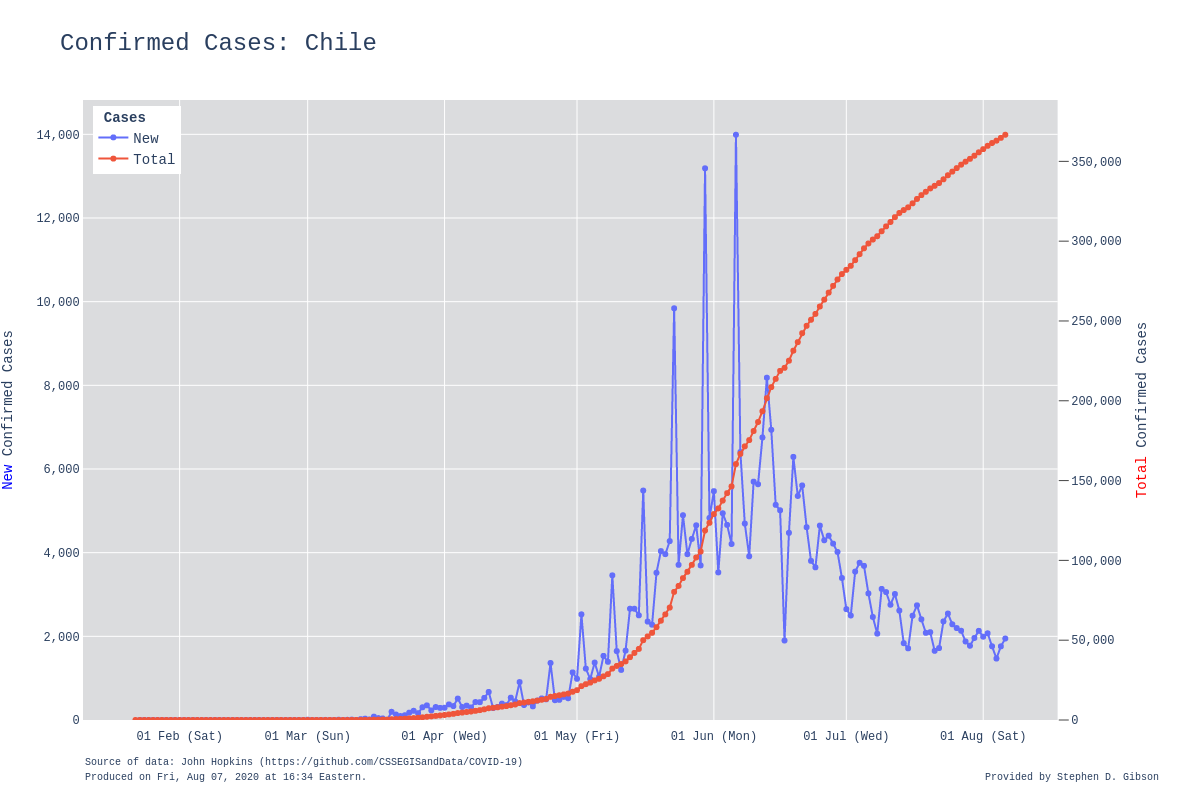 Confirmed Cases: Chile
Cases
New
Total
14,000
12,000
10,000
8,000
6,000
4,000
2,000
0
350,000
300,000
250,000
200,000
150,000
100,000
50,000
0
New Confirmed Cases
Total Confirmed Cases
01 Feb (Sat) 01 Mar (Sun) 01 Apr (Wed) 01 May (Fri) 01 Jun (Mon) 01 Jul (Wed) 01 Aug (Sat)
Source of data: John Hopkins (https://github.com/CSSEGISandData/COVID-19)
Produced on Fri, Aug 07, 2020 at 16:34 Eastern.
Provided by Stephen D. Gibson